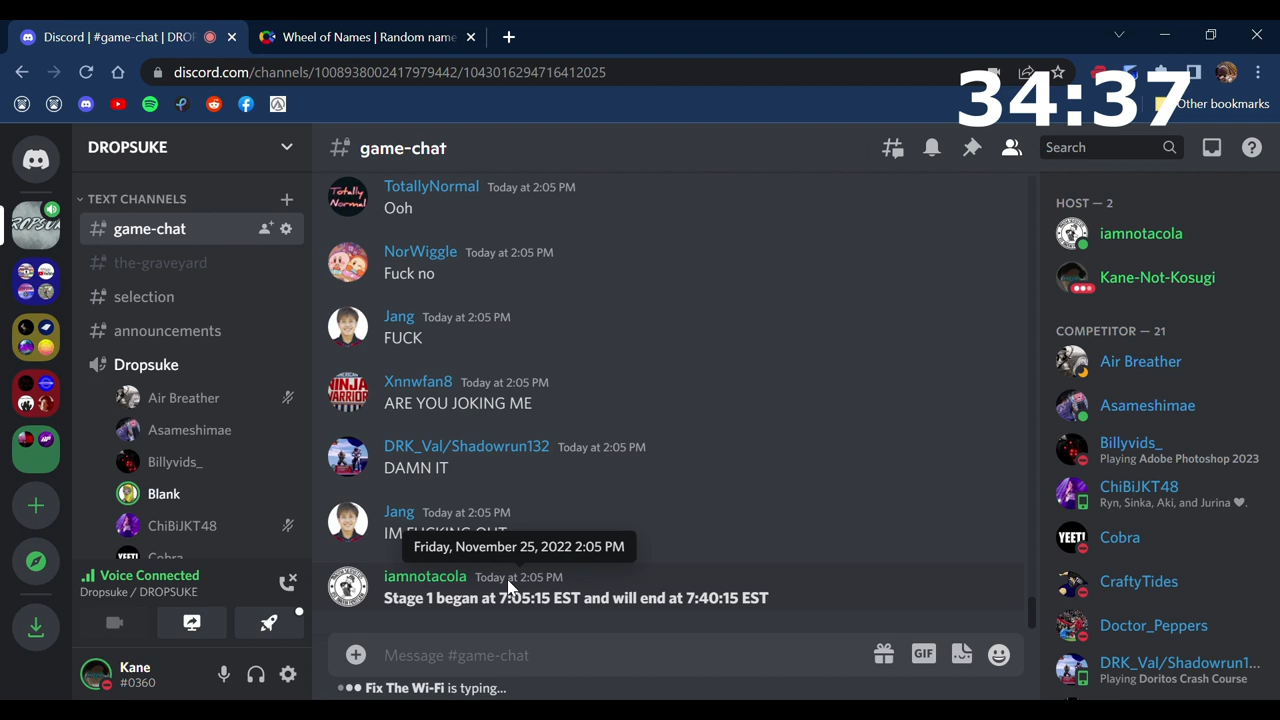 Discord | #game-chat | DROP
Wheel of Names | Random name
discord.com/channels/1008938002417979442/1043016294716412025
34:37
Other bookmarks
DROPSUKE
game-chat
Search
TEXT CHANNELS
game-chat
the-graveyard
selection
announcements
Dropsuke
Air Breather
Asameshimae
Billyvids_
Blank
ChiBiJKT48
Cobra
Voice Connected
Dropsuke / DROPSUKE
Kane
#0360
TotallyNormal Today at 2:05 PM
Ooh
NorWiggle Today at 2:05 PM
Fuck no
Jang Today at 2:05 PM
FUCK
Xnnwfan8 Today at 2:05 PM
ARE YOU JOKING ME
DRK_Val/Shadowrun132 Today at 2:05 PM
DAMN IT
Jang Today at 2:05 PM
IM FUCKING OUT
Friday, November 25, 2022 2:05 PM
iamnotacola Today at 2:05 PM
Stage 1 began at 7:05:15 EST and will end at 7:40:15 EST
Message #game-chat
GIF
Fix The Wi-Fi is typing...
HOST — 2
iamnotacola
Kane-Not-Kosugi
COMPETITOR — 21
Air Breather
Asameshimae
Billyvids_
Playing Adobe Photoshop 2023
ChiBiJKT48
Ryn, Sinka, Aki, and Jurina ♥.
Cobra
CraftyTides
Doctor_Peppers
DRK_Val/Shadowrun1...
Playing Doritos Crash Course